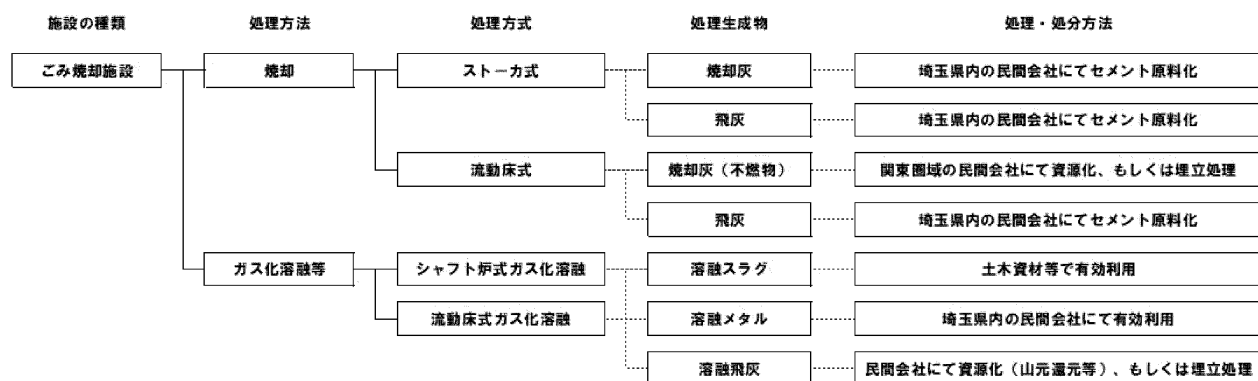 施設の種類 処理方法 処理方式 処理生成物 処理・処分方法
ごみ焼却施設 焼却 ストーカ式 焼却灰 埼玉県内の民間会社にてセメント原料化
飛灰 埼玉県内の民間会社にてセメント原料化
流動床式 焼却灰（不燃物） 関東圏域の民間会社にて資源化、もしくは埋立処理
飛灰 埼玉県内の民間会社にてセメント原料化
ガス化溶融等 シャフト炉式ガス化溶融 溶融スラグ 土木資材等で有効利用
流動床式ガス化溶融 溶融メタル 埼玉県内の民間会社にて有効利用
溶融飛灰 民間会社にて資源化（山元還元等）、もしくは埋立処理